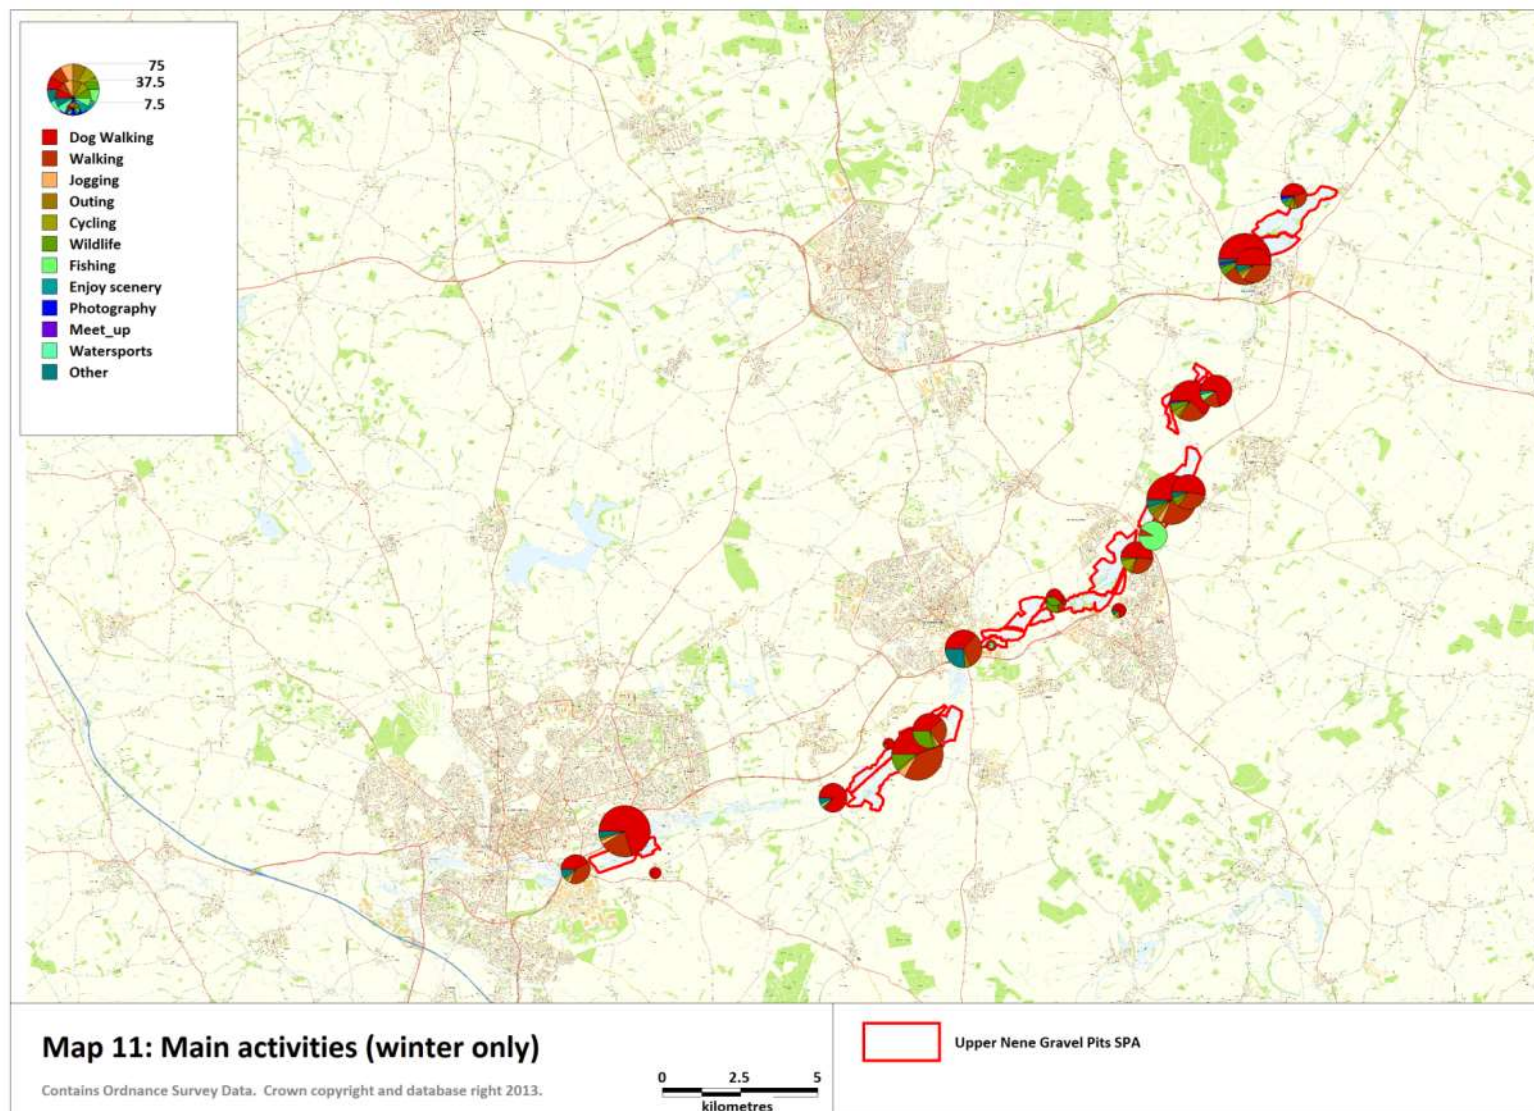 75
37.5
7.5
Dog Walking
Walking
Jogging
Outing
Cycling
Wildlife
Fishing
Enjoy scenery
Photography
Meet_up
Watersports
Other
Map 11: Main activities (winter only)
Contains Ordnance Survey Data. Crown copyright and database right 2013.
0 2.5 5
kilometres
Upper Nene Gravel Pits SPA